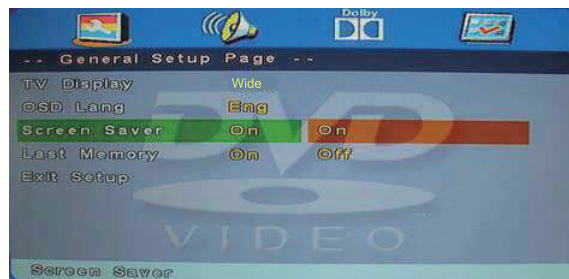 Dolby
-- General Setup Page --
TV Display Wide
OSD Lang Eng
Screen Saver On On
Last Memory On Off
Exit Setup
DVD
VIDEO
Screen Saver